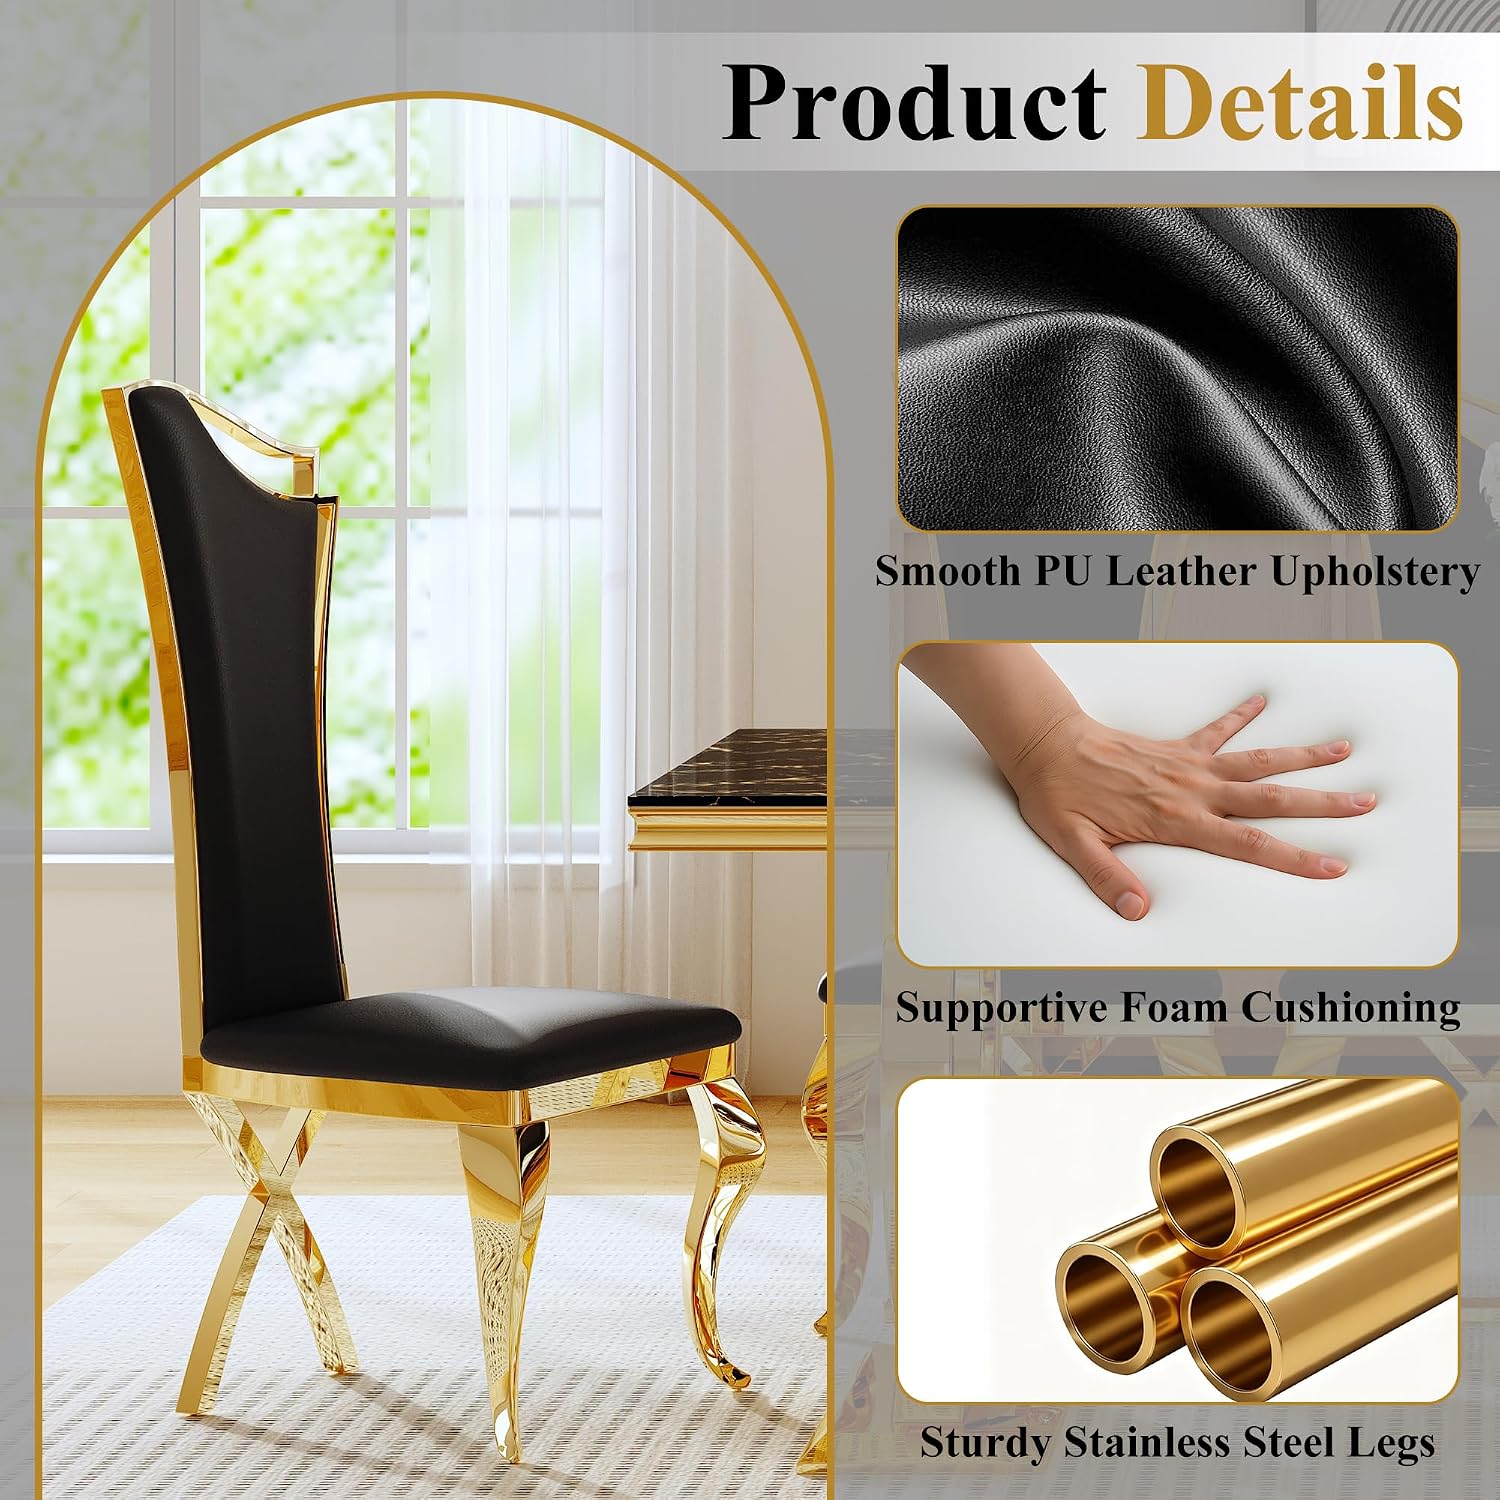 Product Details
Smooth PU Leather Upholstery
Supportive Foam Cushioning
Sturdy Stainless Steel Legs